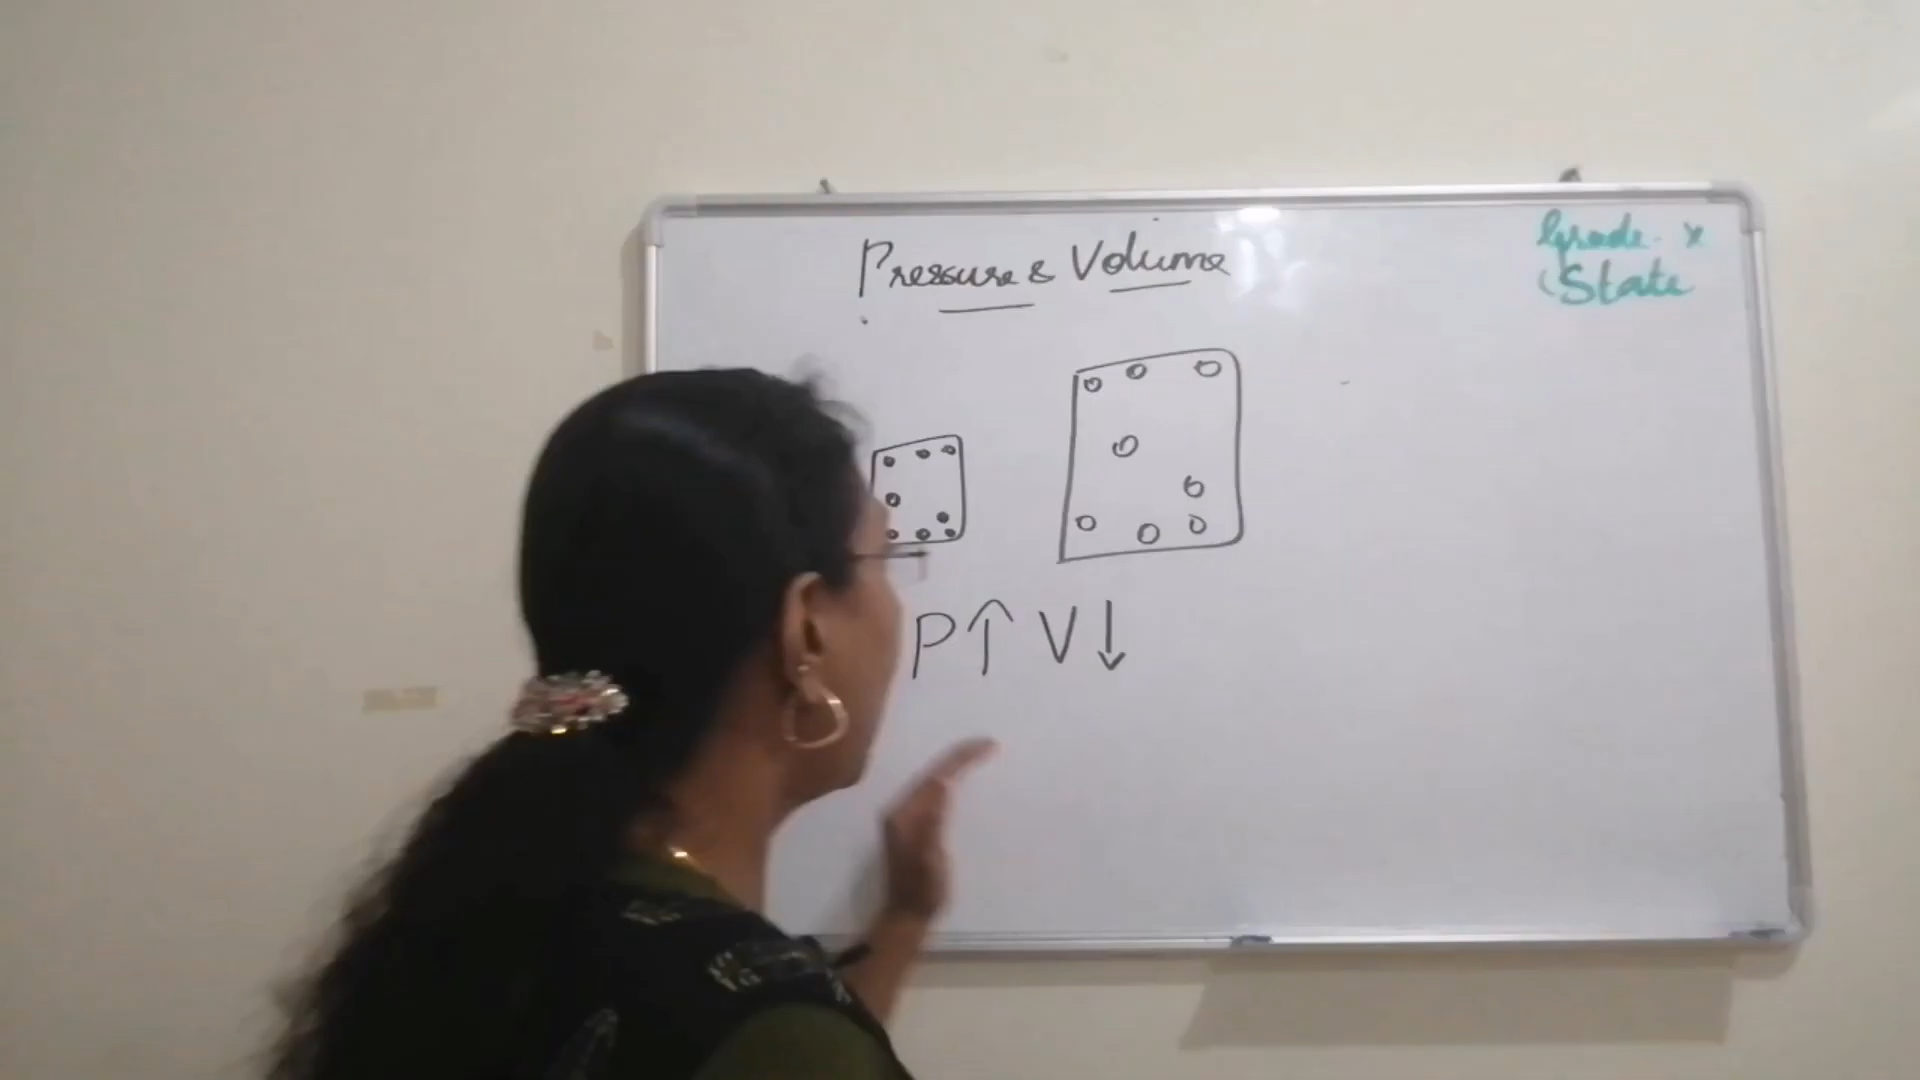 Pressure & Volume
Grade - X
(State
P↑ V↓